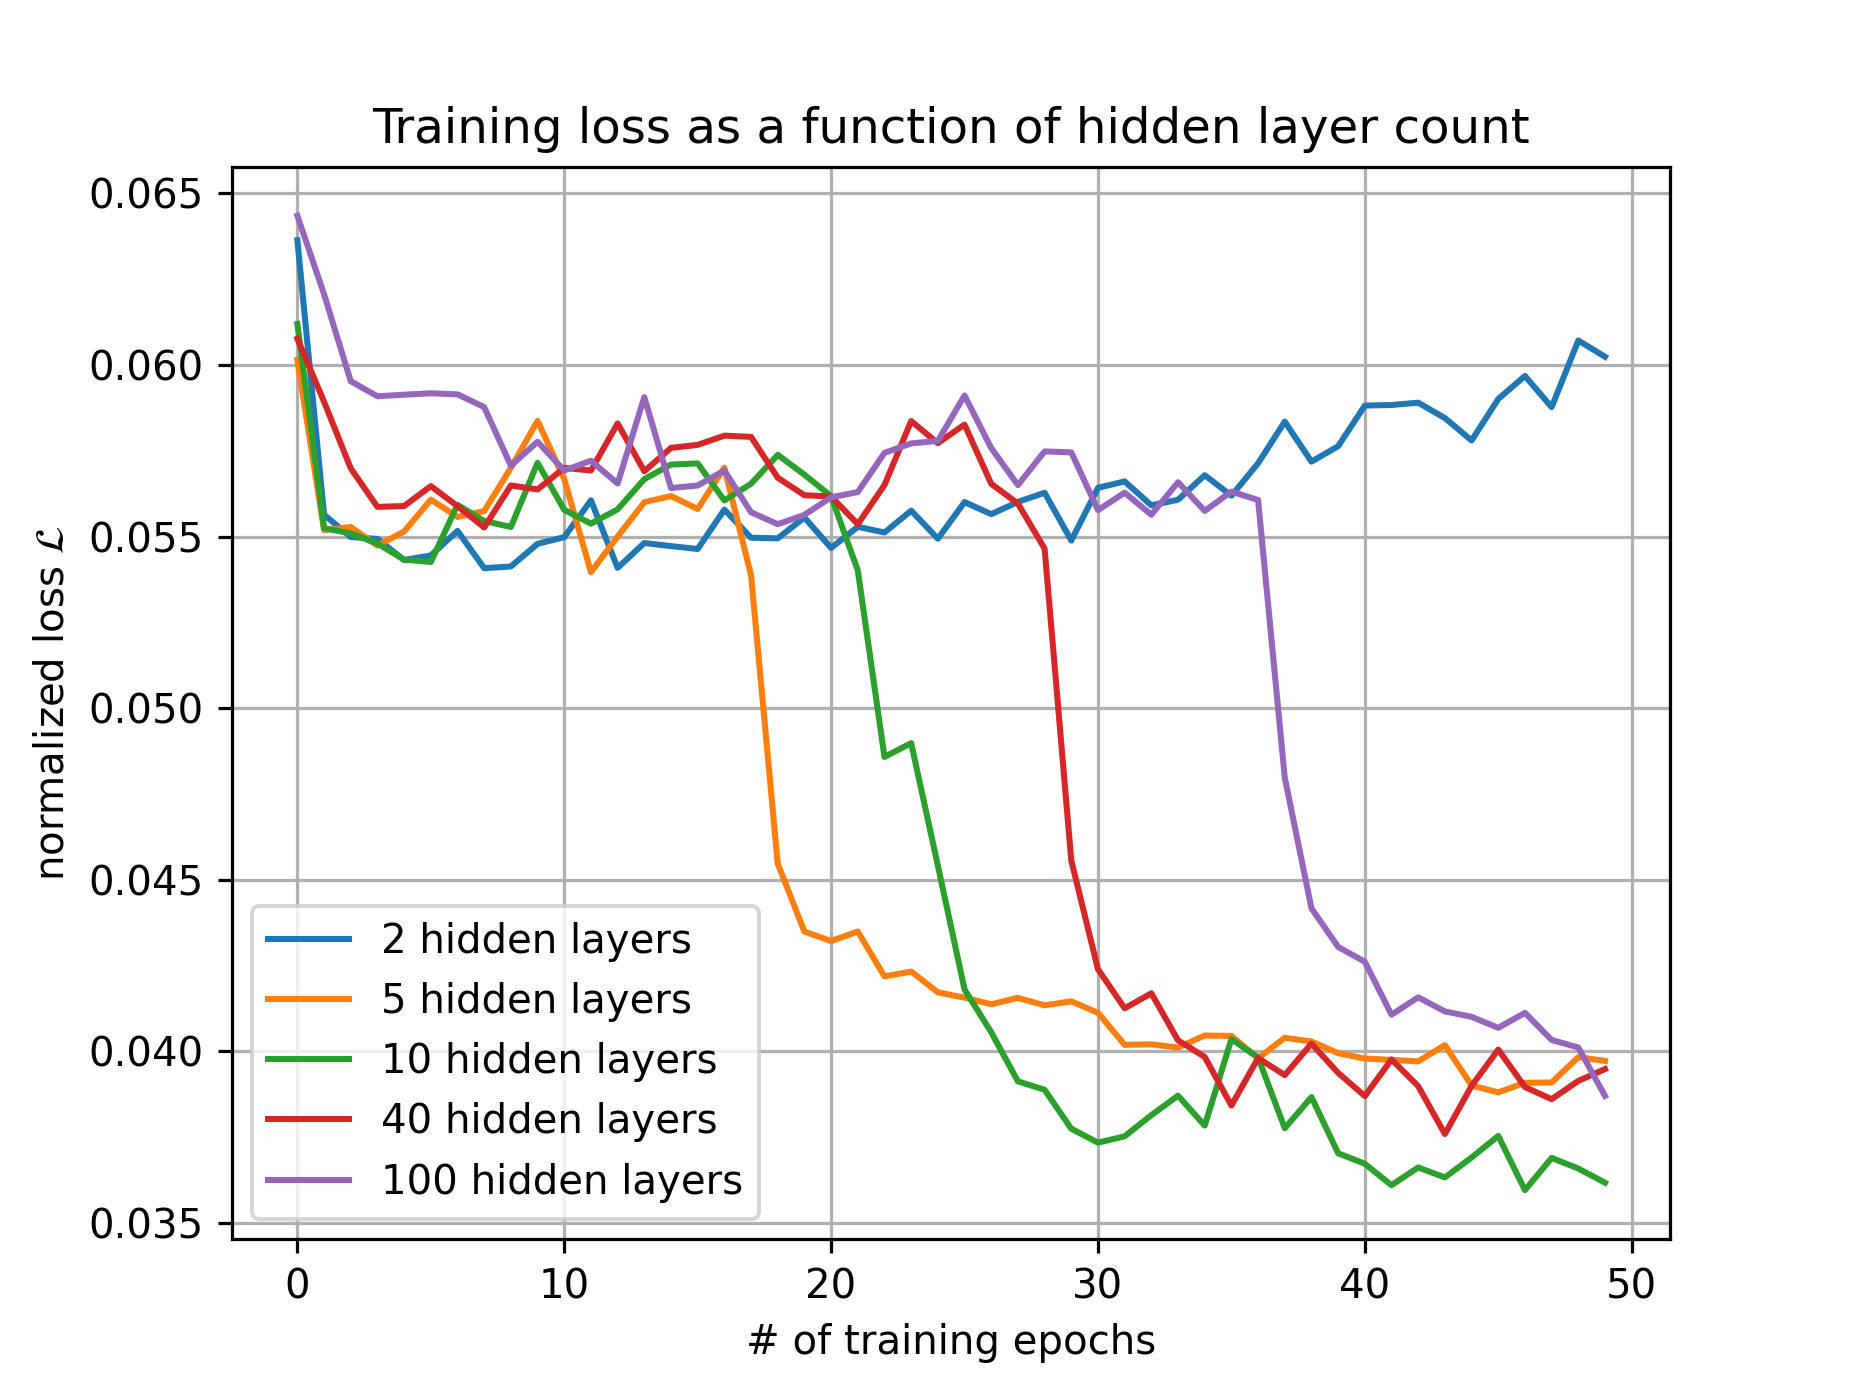 Training loss as a function of hidden layer count
normalized loss ℒ
0.065
0.060
0.055
0.050
0.045
0.040
0.035
2 hidden layers
5 hidden layers
10 hidden layers
40 hidden layers
100 hidden layers
0 10 20 30 40 50
# of training epochs